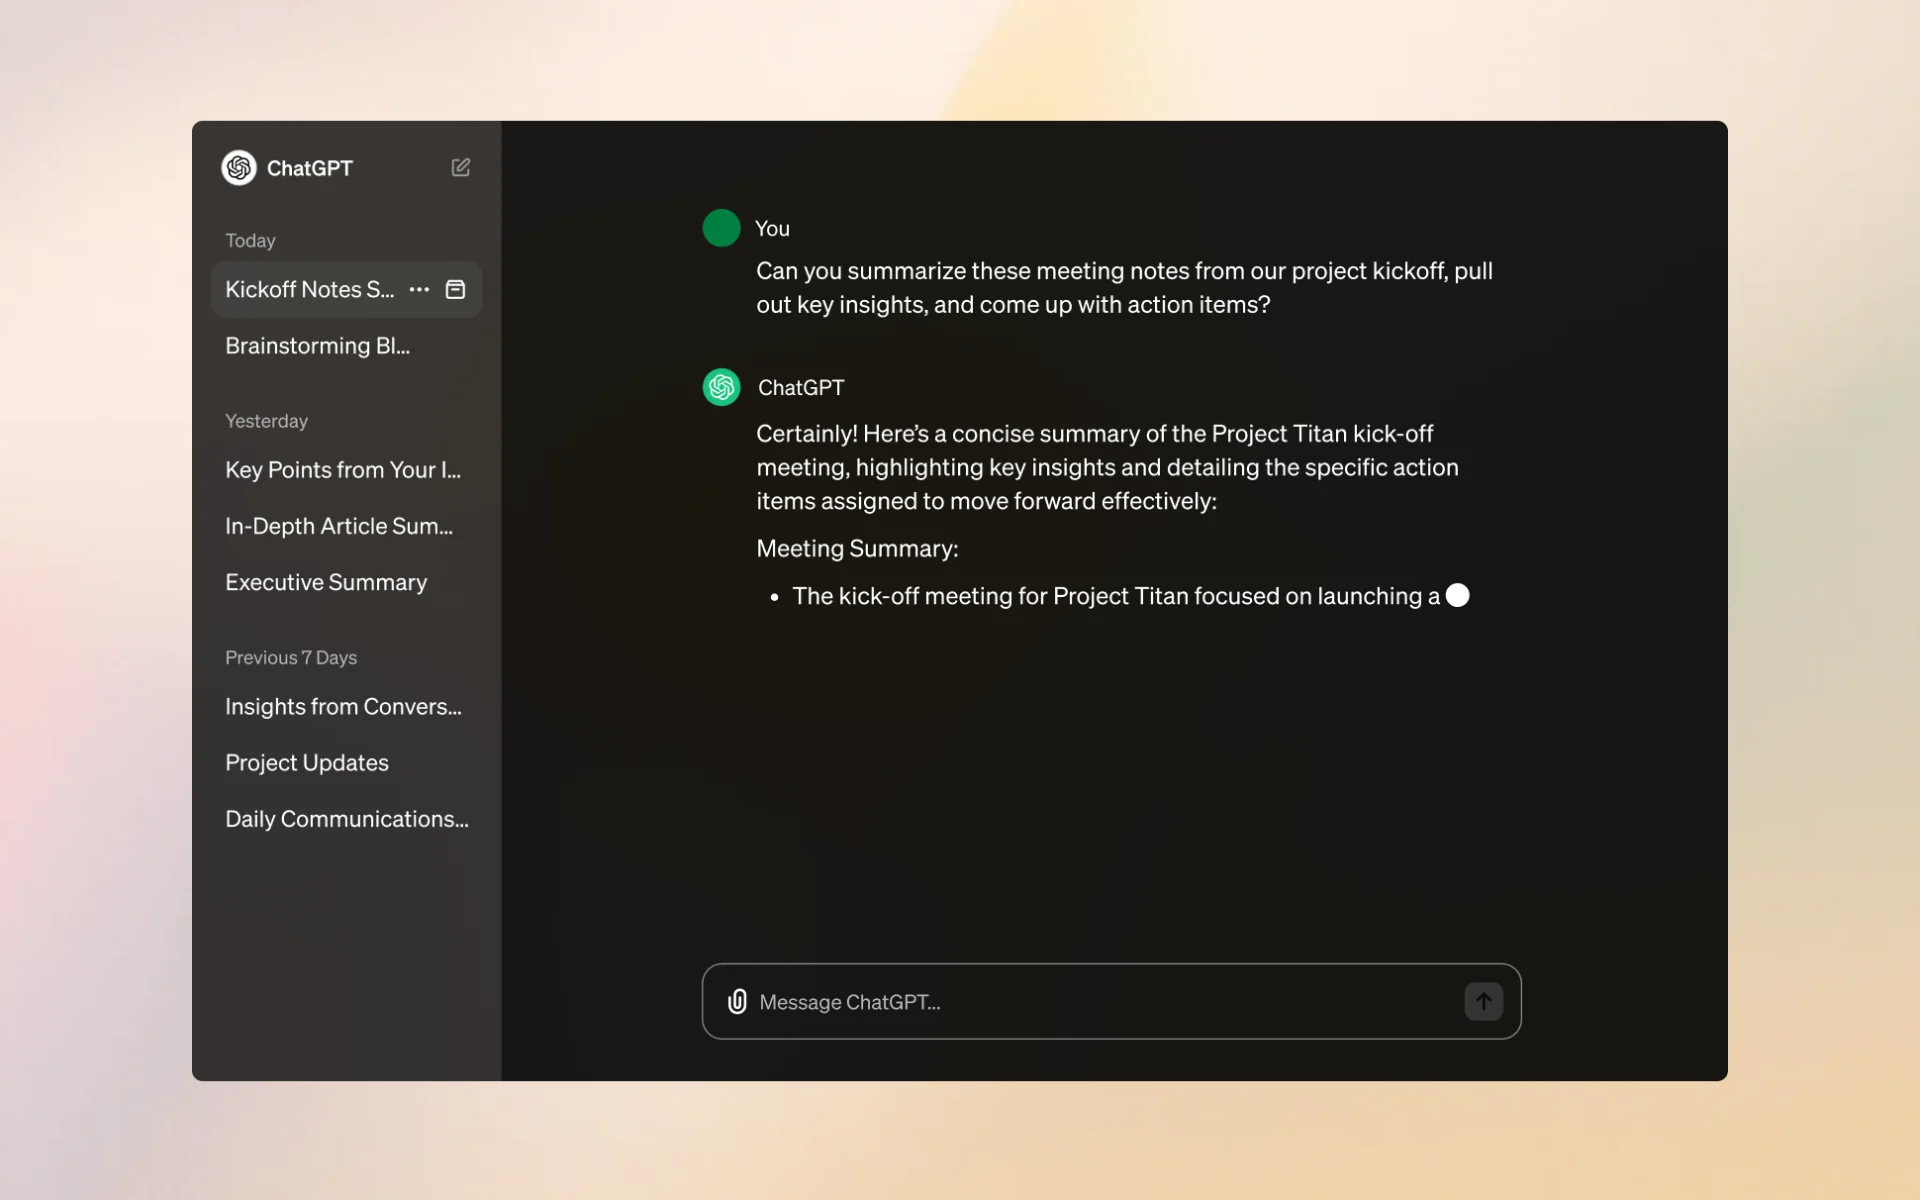 ChatGPT
Today
Kickoff Notes S...
Brainstorming Bl...
Yesterday
Key Points from Your I...
In-Depth Article Sum...
Executive Summary
Previous 7 Days
Insights from Convers...
Project Updates
Daily Communications...
You
Can you summarize these meeting notes from our project kickoff, pull
out key insights, and come up with action items?
ChatGPT
Certainly! Here’s a concise summary of the Project Titan kick-off
meeting, highlighting key insights and detailing the specific action
items assigned to move forward effectively:
Meeting Summary:
• The kick-off meeting for Project Titan focused on launching a
Message ChatGPT...